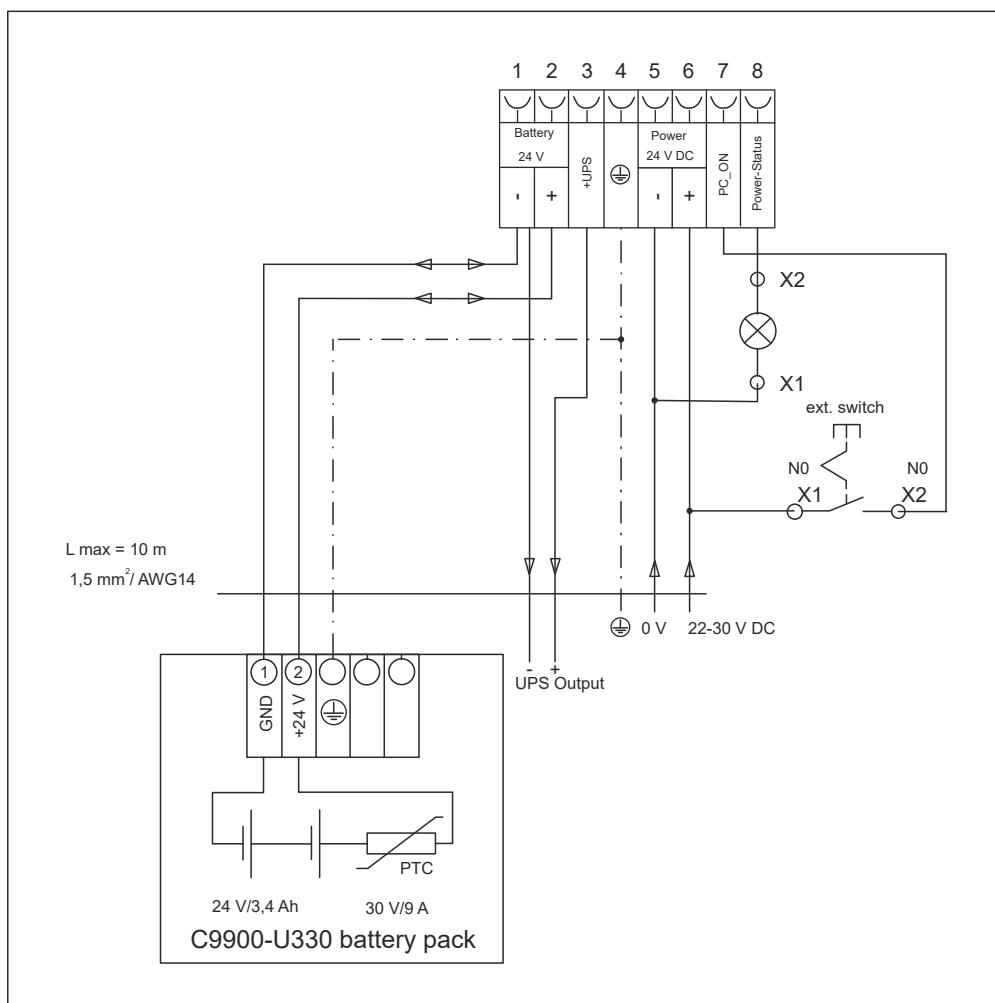 1 2 3 4 5 6 7 8
Battery
24 V
- +
+UPS
Power
24 V DC
- +
PC_ON
Power-Status
X2
X1
ext. switch
N0 N0
X1 X2
L max = 10 m
1,5 mm²/ AWG14
0 V 22-30 V DC
- +
UPS Output
1 2
GND
+24 V
PTC
24 V/3,4 Ah 30 V/9 A
C9900-U330 battery pack